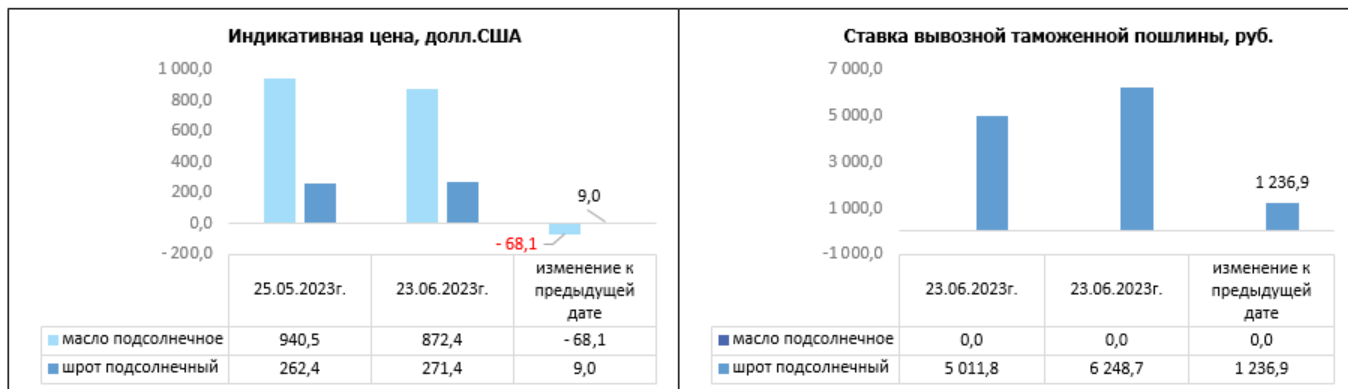 Индикативная цена, долл.США
1 000,0
800,0
600,0
400,0
200,0
0,0
- 200,0
9,0
- 68,1
25.05.2023г. 23.06.2023г. изменение к
предыдущей
дате
масло подсолнечное 940,5 872,4 - 68,1
шрот подсолнечный 262,4 271,4 9,0
Ставка вывозной таможенной пошлины, руб.
7 000,0
5 000,0
3 000,0
1 000,0
-1 000,0
1 236,9
23.06.2023г. 23.06.2023г. изменение к
предыдущей
дате
масло подсолнечное 0,0 0,0 0,0
шрот подсолнечный 5 011,8 6 248,7 1 236,9